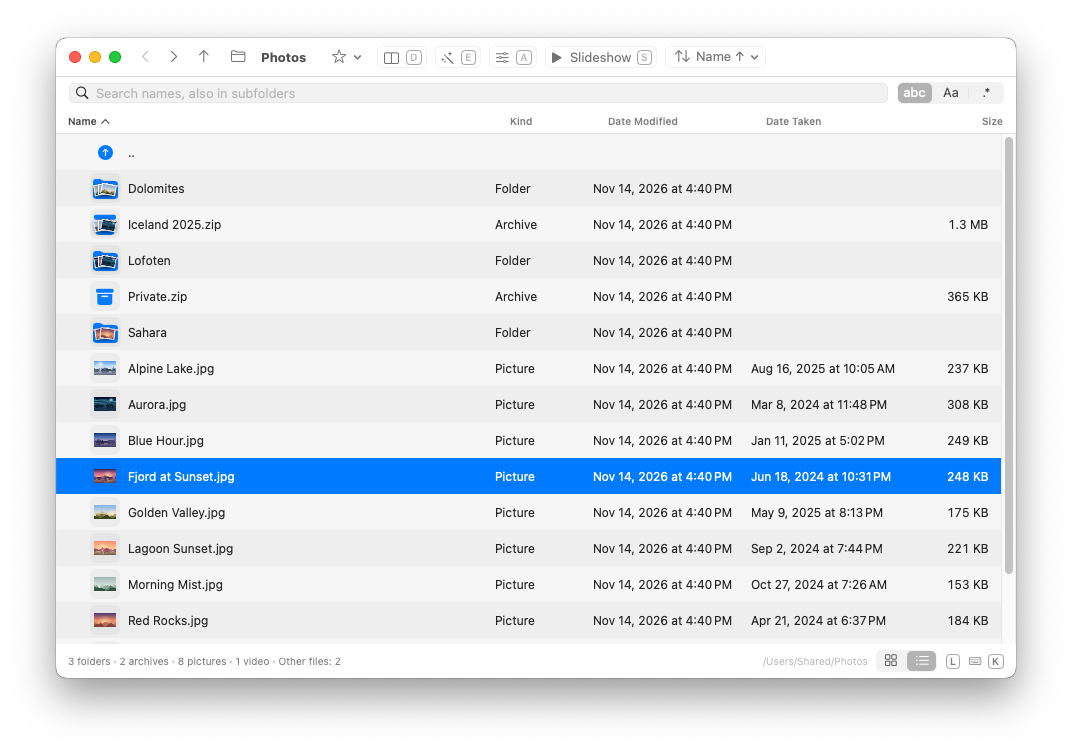 Photos D E A Slideshow S Name
Search names, also in subfolders abc Aa .*
Name Kind Date Modified Date Taken Size
..
Dolomites Folder Nov 14, 2026 at 4:40 PM
Iceland 2025.zip Archive Nov 14, 2026 at 4:40 PM 1.3 MB
Lofoten Folder Nov 14, 2026 at 4:40 PM
Private.zip Archive Nov 14, 2026 at 4:40 PM 365 KB
Sahara Folder Nov 14, 2026 at 4:40 PM
Alpine Lake.jpg Picture Nov 14, 2026 at 4:40 PM Aug 16, 2025 at 10:05 AM 237 KB
Aurora.jpg Picture Nov 14, 2026 at 4:40 PM Mar 8, 2024 at 11:48 PM 308 KB
Blue Hour.jpg Picture Nov 14, 2026 at 4:40 PM Jan 11, 2025 at 5:02 PM 249 KB
Fjord at Sunset.jpg Picture Nov 14, 2026 at 4:40 PM Jun 18, 2024 at 10:31 PM 248 KB
Golden Valley.jpg Picture Nov 14, 2026 at 4:40 PM May 9, 2025 at 8:13 PM 175 KB
Lagoon Sunset.jpg Picture Nov 14, 2026 at 4:40 PM Sep 2, 2024 at 7:44 PM 221 KB
Morning Mist.jpg Picture Nov 14, 2026 at 4:40 PM Oct 27, 2024 at 7:26 AM 153 KB
Red Rocks.jpg Picture Nov 14, 2026 at 4:40 PM Apr 21, 2024 at 6:37 PM 184 KB
3 folders · 2 archives · 8 pictures · 1 video · Other files: 2 /Users/Shared/Photos L K